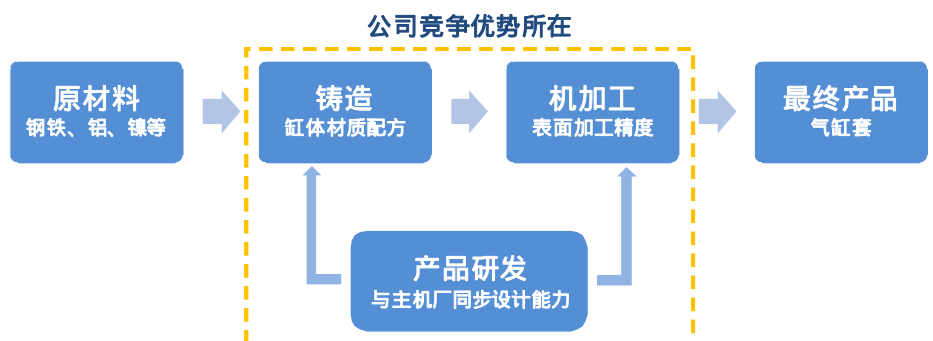 公司竞争优势所在
原材料
钢铁、铝、镍等
铸造
缸体材质配方
机加工
表面加工精度
最终产品
气缸套
产品研发
与主机厂同步设计能力